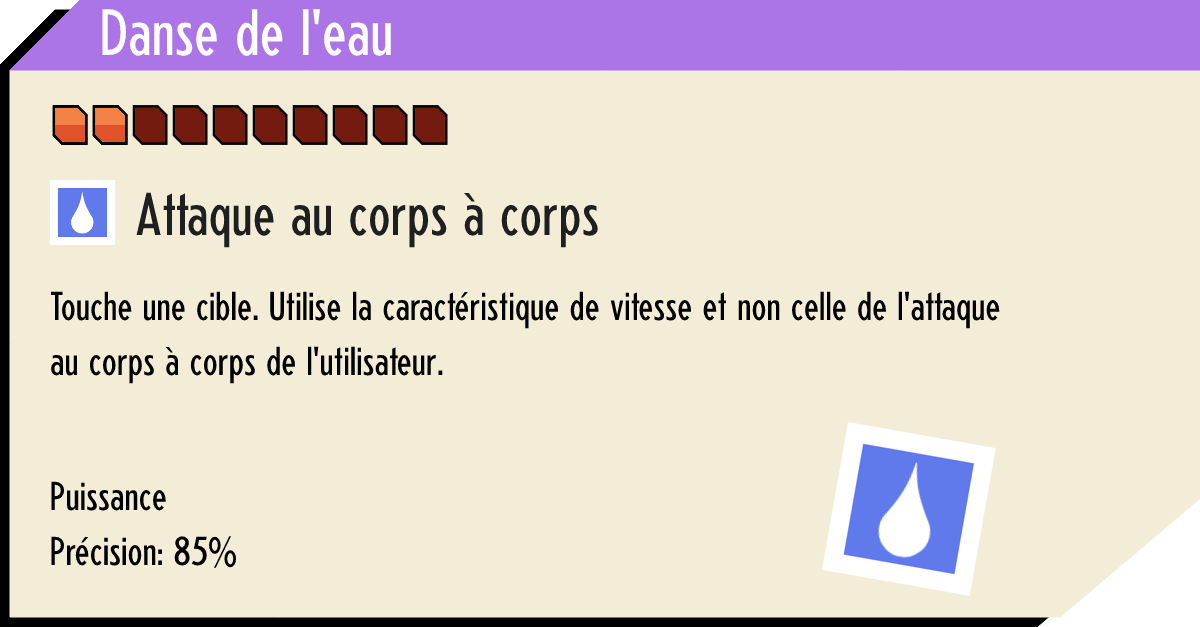 Danse de l'eau
Attaque au corps à corps
Touche une cible. Utilise la caractéristique de vitesse et non celle de l'attaque
au corps à corps de l'utilisateur.
Puissance
Précision: 85%